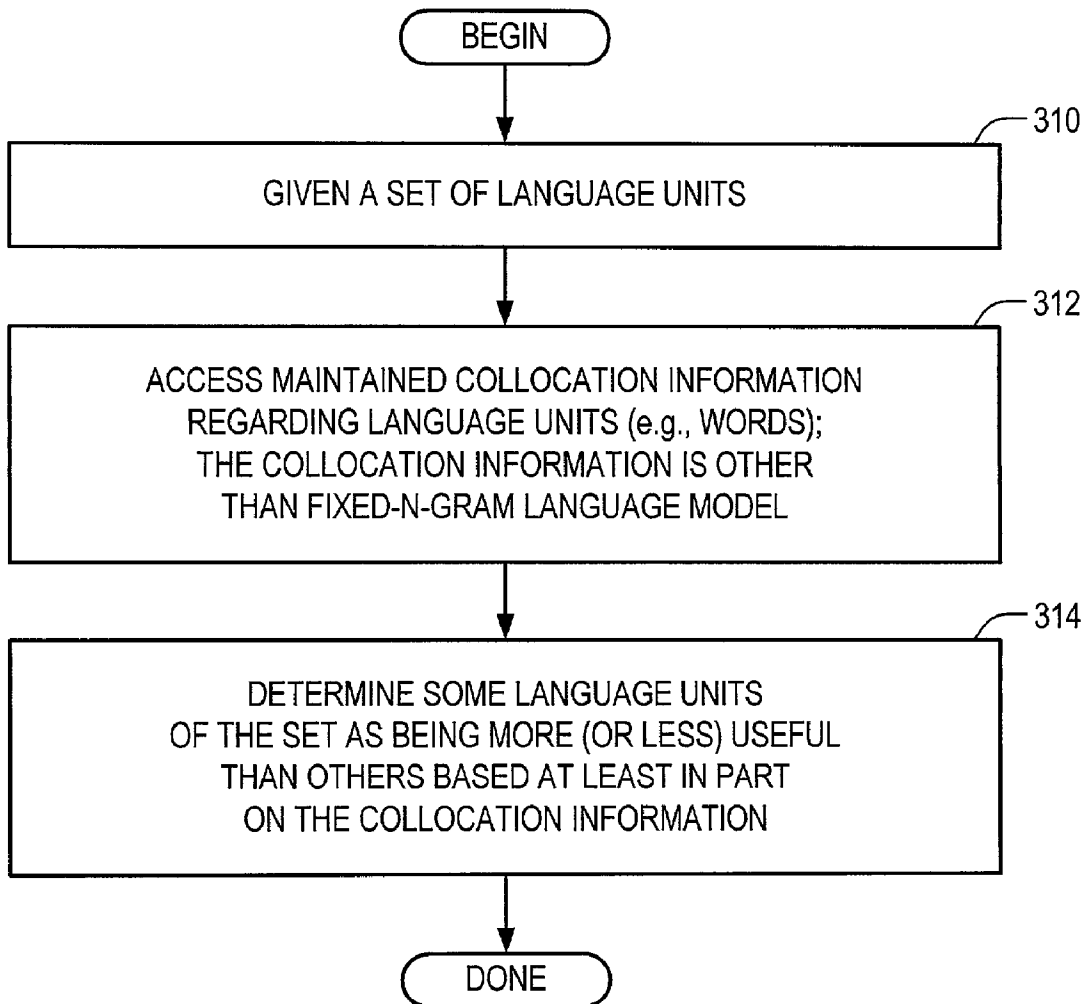 BEGIN
310
GIVEN A SET OF LANGUAGE UNITS
312
ACCESS MAINTAINED COLLOCATION INFORMATION
REGARDING LANGUAGE UNITS (e.g., WORDS);
THE COLLOCATION INFORMATION IS OTHER
THAN FIXED-N-GRAM LANGUAGE MODEL
314
DETERMINE SOME LANGUAGE UNITS
OF THE SET AS BEING MORE (OR LESS) USEFUL
THAN OTHERS BASED AT LEAST IN PART
ON THE COLLOCATION INFORMATION
DONE